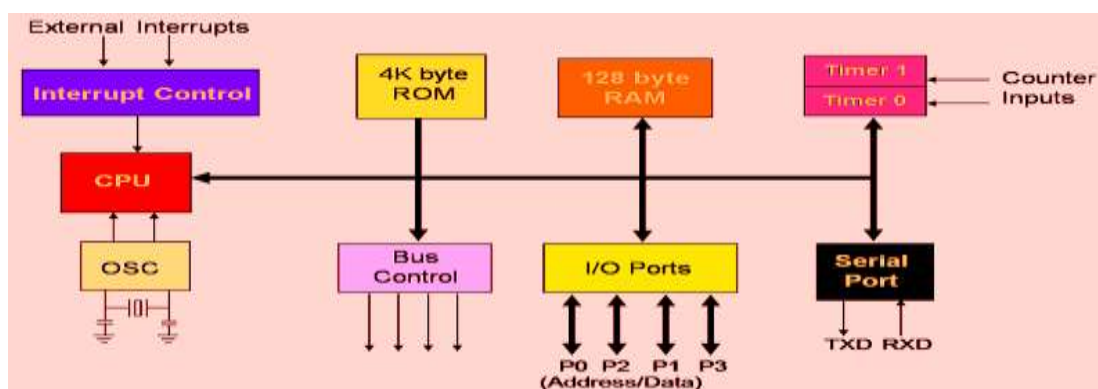 External Interrupts
Interrupt Control
4K byte
ROM
128 byte
RAM
Timer 1
Timer 0
Counter
Inputs
CPU
OSC
Bus
Control
I/O Ports
Serial
Port
P0 P2 P1 P3
(Address/Data)
TXD RXD